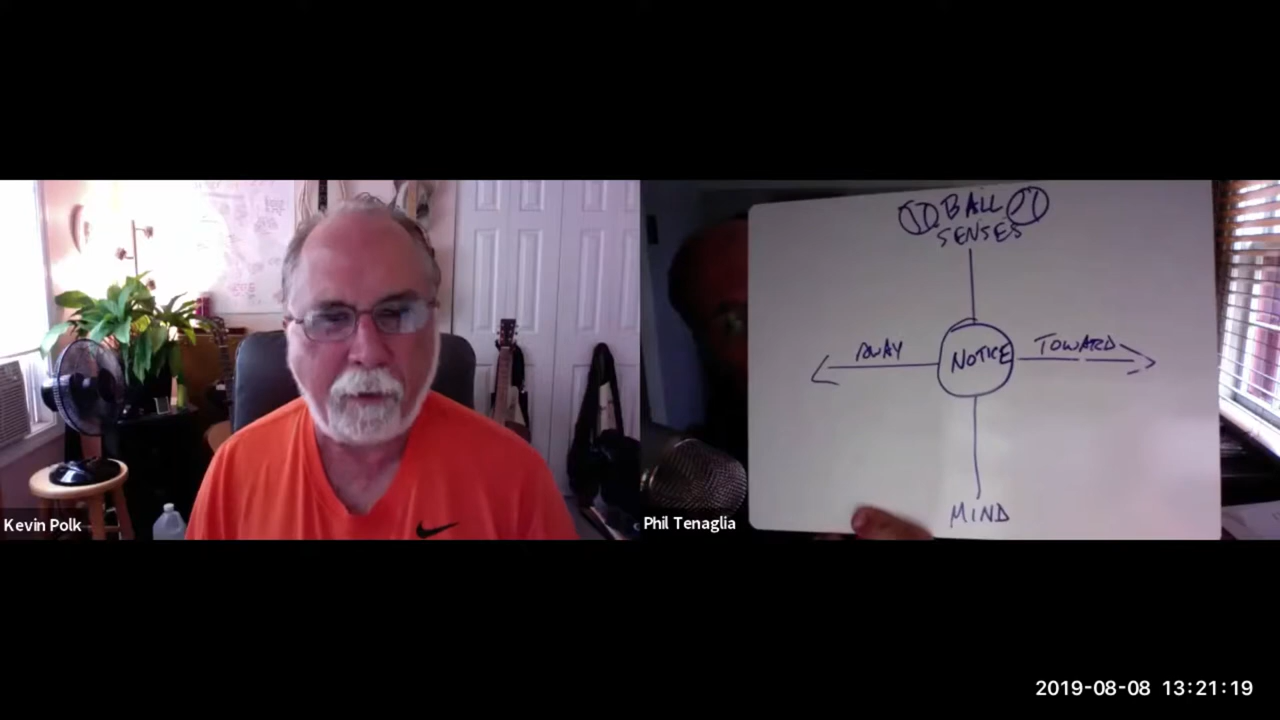 BALL
SENSES
AWAY
NOTICE
TOWARD
MIND
Kevin Polk
Phil Tenaglia
2019-08-08 13:21:19